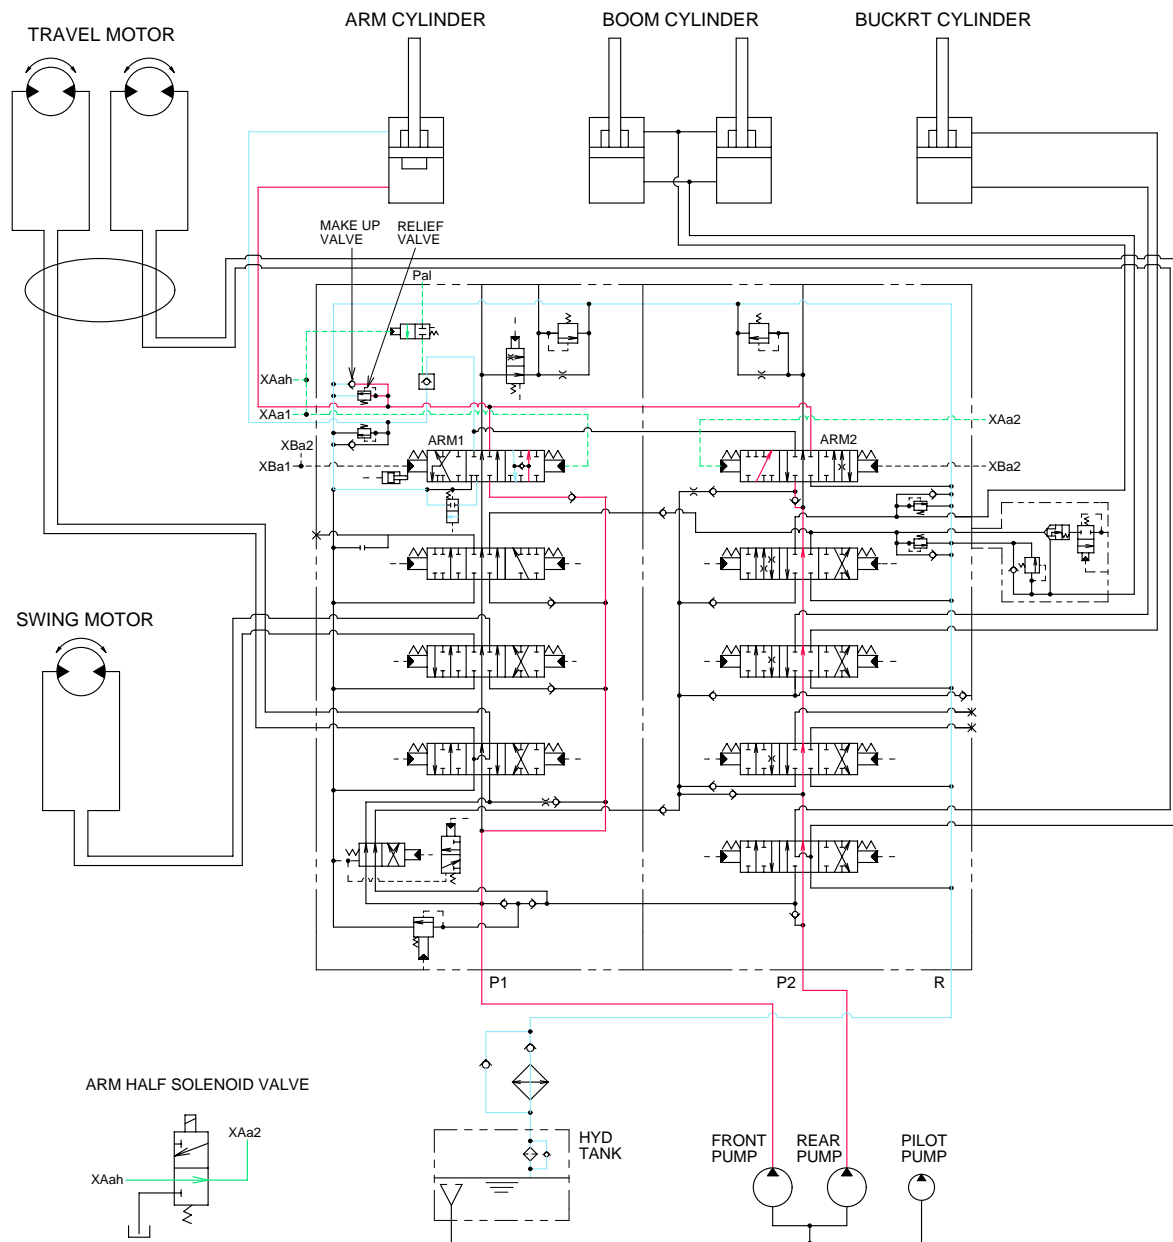 ARM CYLINDER
BOOM CYLINDER
BUCKRT CYLINDER
TRAVEL MOTOR
MAKE UP
VALVE
RELIEF
VALVE
Pal
XAah
XAa1
XAa2
XBa2
ARM1
ARM2
XBa1
XBa2
SWING MOTOR
P1
P2
R
ARM HALF SOLENOID VALVE
XAa2
XAah
HYD
TANK
FRONT
PUMP
REAR
PUMP
PILOT
PUMP